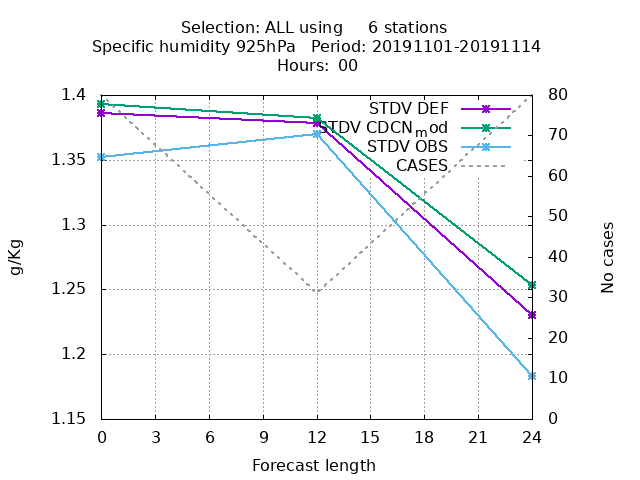 Selection: ALL using     6 stations
Specific humidity 925hPa   Period: 20191101-20191114
Hours:  00
1.4
1.35
1.3
1.25
1.2
1.15
80
70
60
50
40
30
20
10
0
0 3 6 9 12 15 18 21 24
STDV DEF
STDV CDCNmod
STDV OBS
CASES
g/Kg
No cases
Forecast length